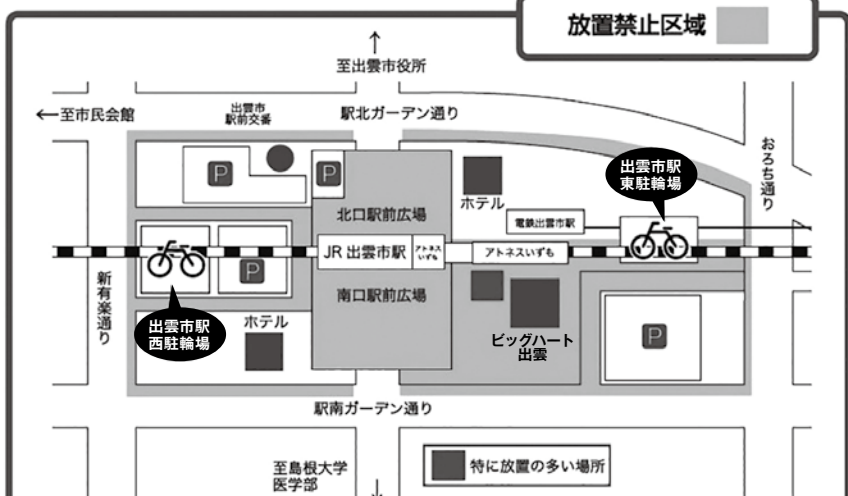 放置禁止区域
↑
至出雲市役所
←至市民会館
出雲市
駅前交番
駅北ガーデン通り
おろち通り
出雲市駅
東駐輪場
P
P
ホテル
電鉄出雲市駅
北口駅前広場
JR 出雲市駅
アトネス
いずも
アトネスいずも
P
南口駅前広場
新有楽通り
出雲市駅
西駐輪場
ホテル
ビッグハート
出雲
P
駅南ガーデン通り
至島根大学
医学部
↓
特に放置の多い場所